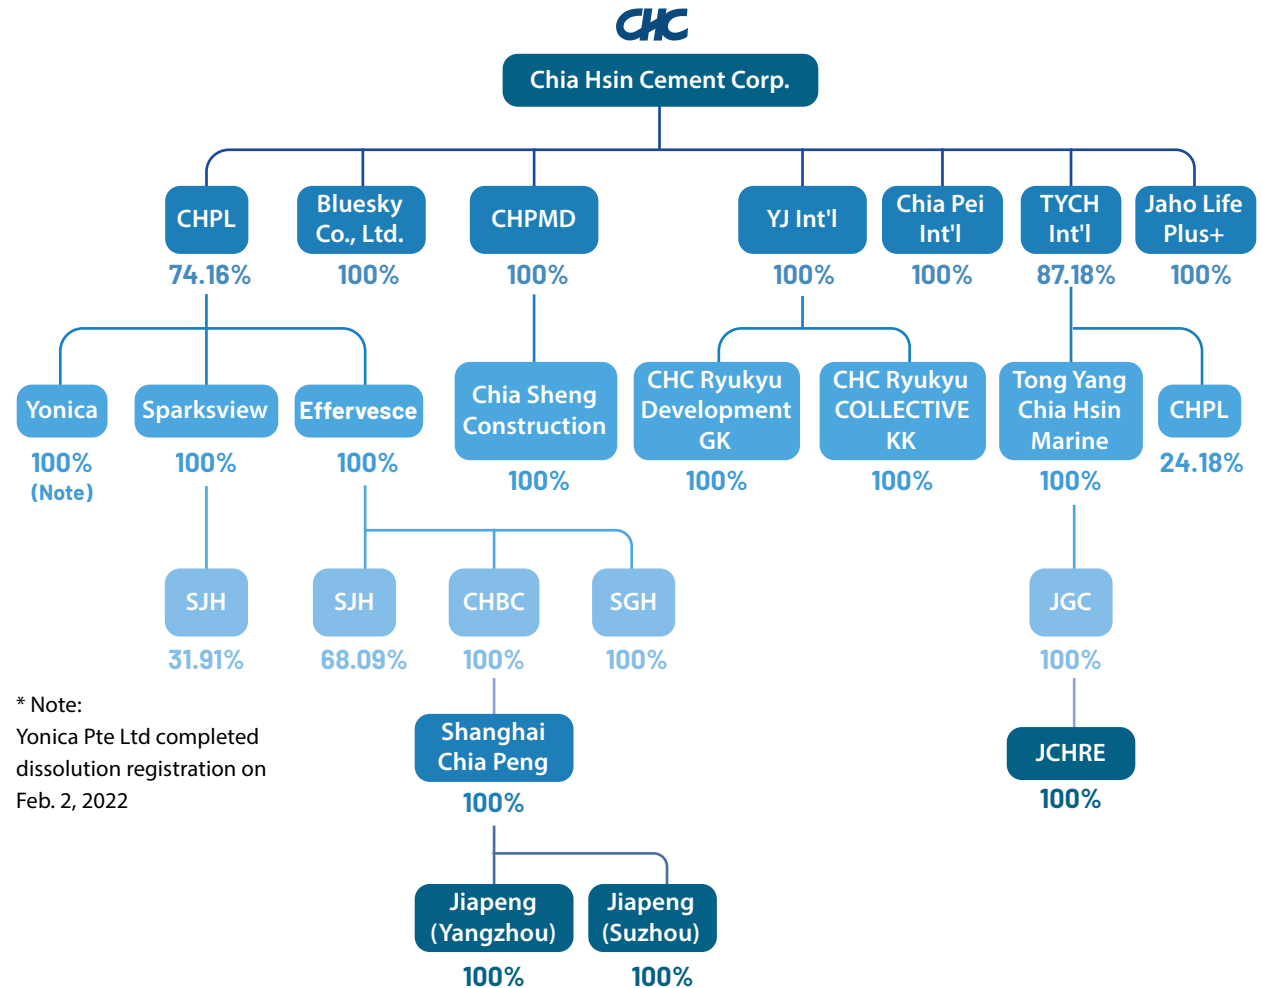 CHC
Chia Hsin Cement Corp.
CHPL
74.16%
Bluesky
Co., Ltd.
100%
CHPMD
100%
YJ Int'l
100%
Chia Pei
Int'l
100%
TYCH
Int'l
87.18%
Jaho Life
Plus+
100%
Yonica
100%
(Note)
Sparksview
100%
Effervesce
100%
Chia Sheng
Construction
100%
CHC Ryukyu
Development
GK
100%
CHC Ryukyu
COLLECTIVE
KK
100%
Tong Yang
Chia Hsin
Marine
100%
CHPL
24.18%
SJH
31.91%
SJH
68.09%
CHBC
100%
SGH
100%
JGC
100%
* Note:
Yonica Pte Ltd completed
dissolution registration on
Feb. 2, 2022
Shanghai
Chia Peng
100%
JCHRE
100%
Jiapeng
(Yangzhou)
100%
Jiapeng
(Suzhou)
100%